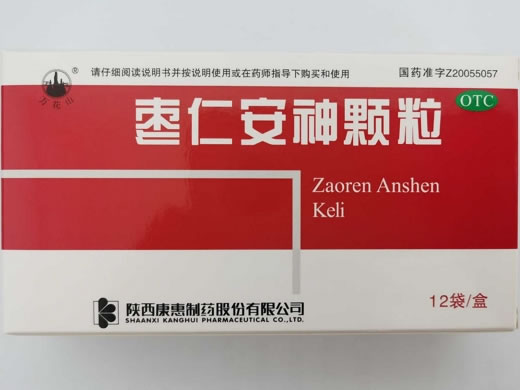 万花山
®
请仔细阅读说明书并按说明使用或在药师指导下购买和使用
国药准字Z20055057
OTC
枣仁安神颗粒
Zaoren Anshen
Keli
陕西康惠制药股份有限公司
SHAANXI KANGHUI PHARMACEUTICAL CO.,LTD.
12袋/盒